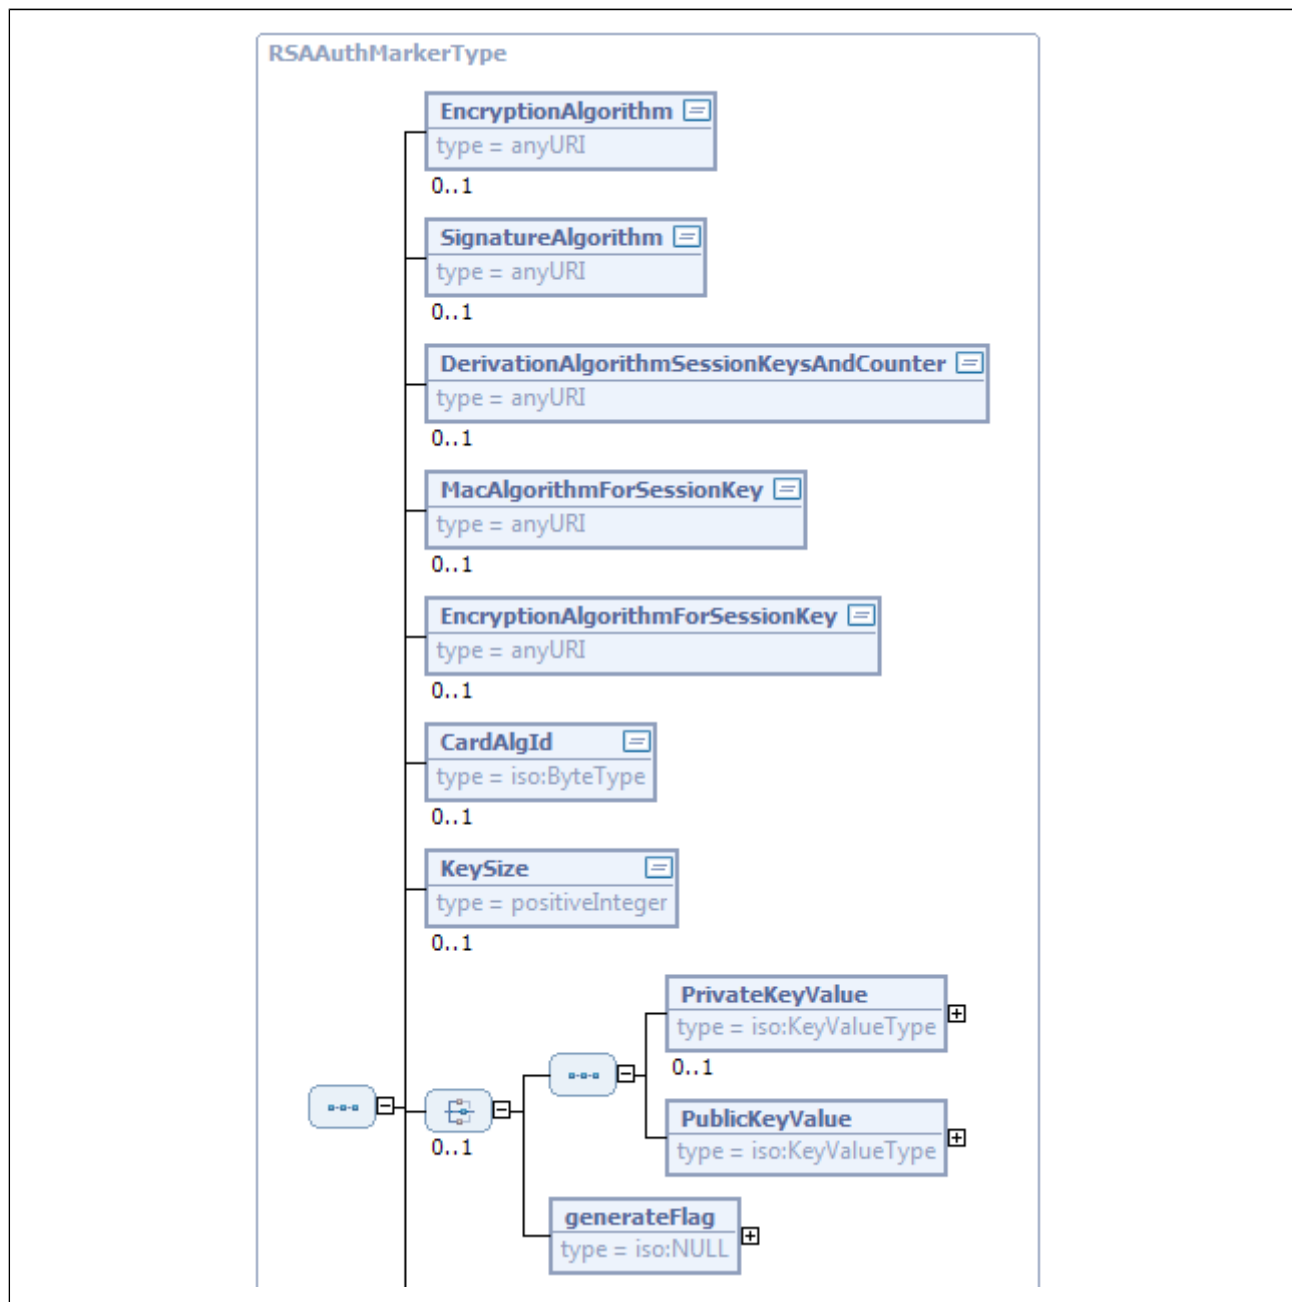 RSAAuthMarkerType
EncryptionAlgorithm
type = anyURI
0..1
SignatureAlgorithm
type = anyURI
0..1
DerivationAlgorithmSessionKeysAndCounter
type = anyURI
0..1
MacAlgorithmForSessionKey
type = anyURI
0..1
EncryptionAlgorithmForSessionKey
type = anyURI
0..1
CardAlgId
type = iso:ByteType
0..1
KeySize
type = positiveInteger
0..1
PrivateKeyValue
type = iso:KeyValueType
0..1
PublicKeyValue
type = iso:KeyValueType
0..1
generateFlag
type = iso:NULL